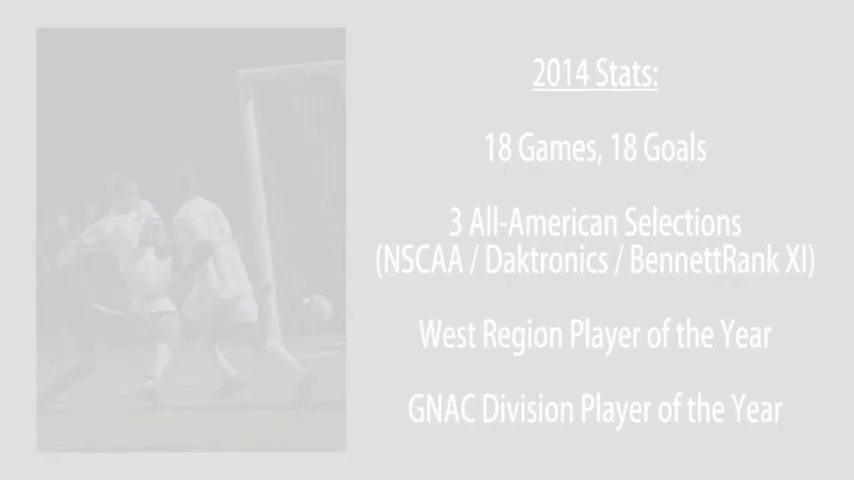 2014 Stats:
18 Games, 18 Goals
3 All-American Selections
(NSCAA / Daktronics / BennettRank XI)
West Region Player of the Year
GNAC Division Player of the Year